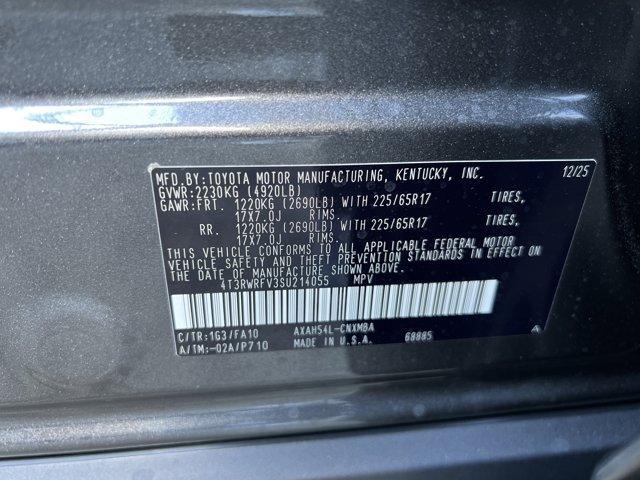 MFD.BY:TOYOTA MOTOR MANUFACTURING, KENTUCKY, INC. 12/25
GVWR:2230KG (4920LB)
GAWR:FRT. 1220KG (2690LB) WITH 225/65R17 TIRES,
17X7.0J RIMS.
RR. 1220KG (2690LB) WITH 225/65R17 TIRES,
17X7.0J RIMS.
THIS VEHICLE CONFORMS TO ALL APPLICABLE FEDERAL MOTOR
VEHICLE SAFETY AND THEFT PREVENTION STANDARDS IN EFFECT ON
THE DATE OF MANUFACTURE SHOWN ABOVE.
4T3RWRFV3SU214055 MPV
C/TR:1G3/FA10 AXAH54L-CNXMBA
A/TM:-02A/P710 MADE IN U.S.A. 68885